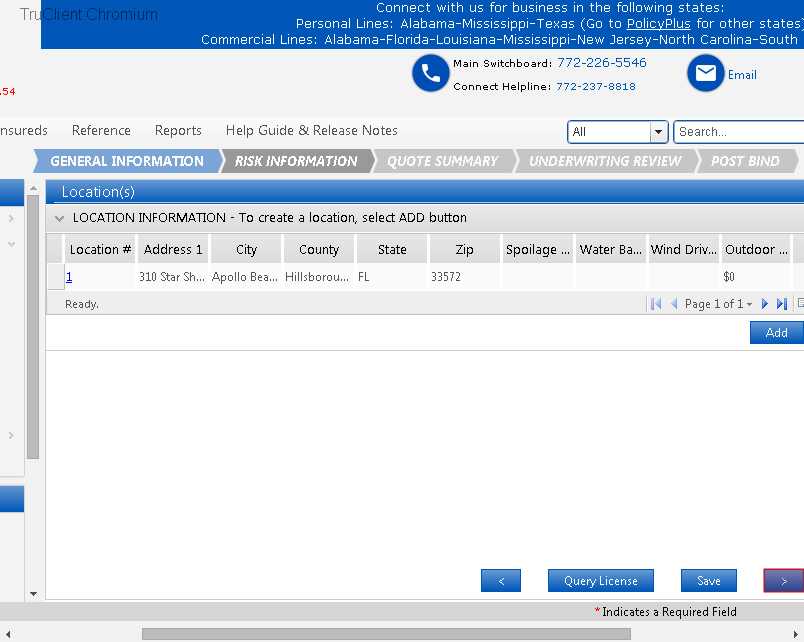 TruClient Chromium
Connect with us for business in the following states:
Personal Lines: Alabama-Mississippi-Texas (Go to PolicyPlus for other states)
Commercial Lines: Alabama-Florida-Louisiana-Mississippi-New Jersey-North Carolina-South
.54
Main Switchboard: 772-226-5546
Connect Helpline: 772-237-8818
Email
nsureds Reference Reports Help Guide & Release Notes All Search...
GENERAL INFORMATION RISK INFORMATION QUOTE SUMMARY UNDERWRITING REVIEW POST BIND
Location(s)
LOCATION INFORMATION - To create a location, select ADD button
Location # Address 1 City County State Zip Spoilage ... Water Ba... Wind Driv... Outdoor ...
1 310 Star Sh... Apollo Bea... Hillsborou... FL 33572 $0
Ready. Page 1 of 1
Add
< Query License Save >
* Indicates a Required Field